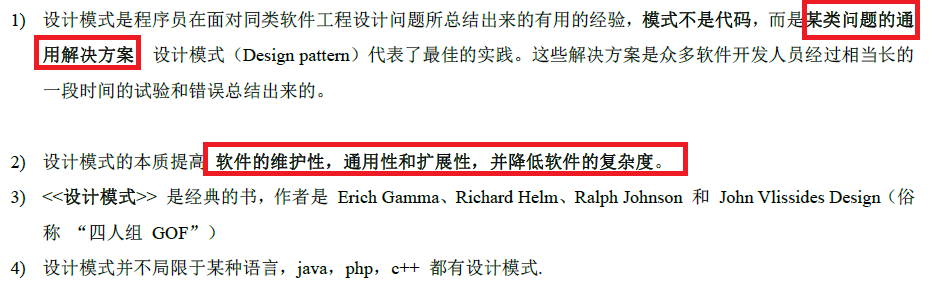 1) 设计模式是程序员在面对同类软件工程设计问题所总结出来的有用的经验，模式不是代码，而是某类问题的通
用解决方案 设计模式（Design pattern）代表了最佳的实践。这些解决方案是众多软件开发人员经过相当长的
一段时间的试验和错误总结出来的。
2) 设计模式的本质提高 软件的维护性，通用性和扩展性，并降低软件的复杂度。
3) <<设计模式>> 是经典的书，作者是 Erich Gamma、Richard Helm、Ralph Johnson 和 John Vlissides Design（俗
称 “四人组 GOF”）
4) 设计模式并不局限于某种语言，java，php，c++ 都有设计模式.